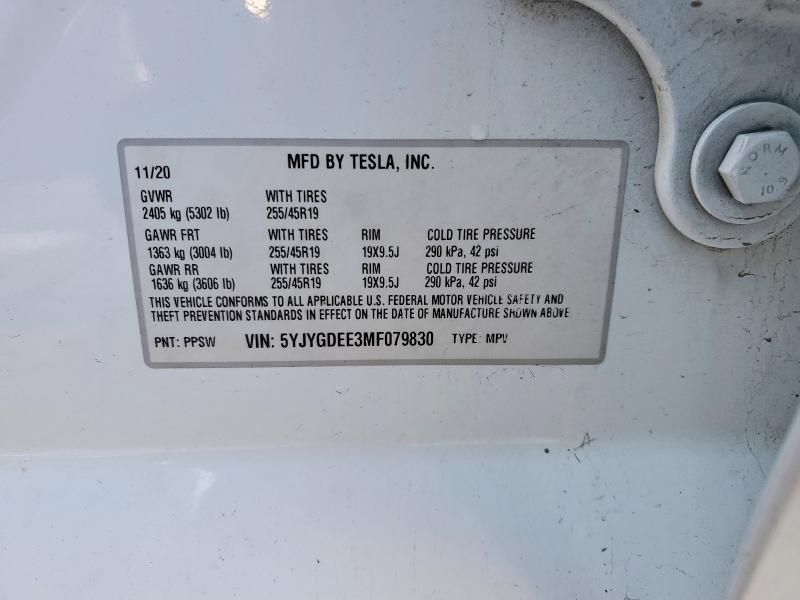 MFD BY TESLA, INC.
11/20
GVWR WITH TIRES
2405 kg (5302 lb) 255/45R19
GAWR FRT WITH TIRES RIM COLD TIRE PRESSURE
1363 kg (3004 lb) 255/45R19 19X9.5J 290 kPa, 42 psi
GAWR RR WITH TIRES RIM COLD TIRE PRESSURE
1636 kg (3606 lb) 255/45R19 19X9.5J 290 kPa, 42 psi
THIS VEHICLE CONFORMS TO ALL APPLICABLE U.S. FEDERAL MOTOR VEHICLE SAFETY AND
THEFT PREVENTION STANDARDS IN EFFECT ON THE DATE OF MANUFACTURE SHOWN ABOVE
PNT: PPSW VIN: 5YJYGDEE3MF079830 TYPE: MPV
NORM
10.9